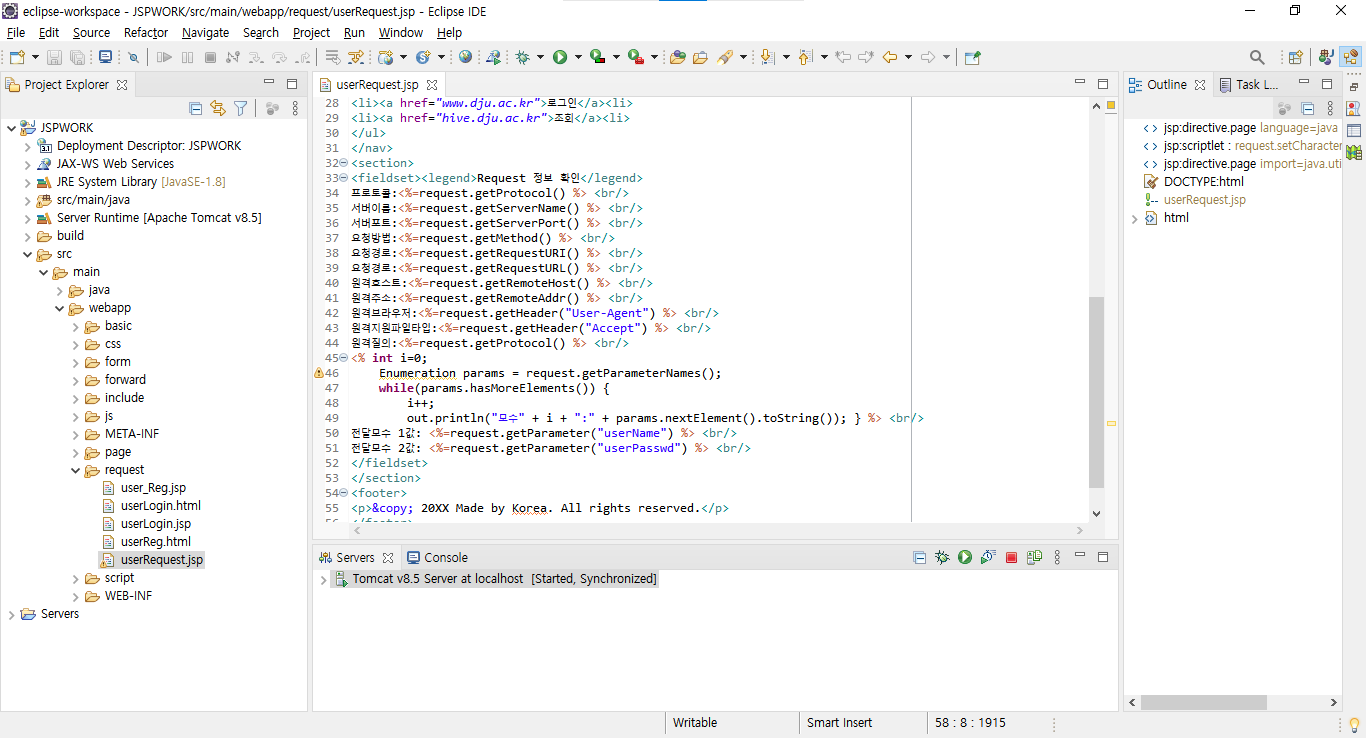 eclipse-workspace - JSPWORK/src/main/webapp/request/userRequest.jsp - Eclipse IDE
File Edit Source Refactor Navigate Search Project Run Window Help
Project Explorer
JSPWORK
Deployment Descriptor: JSPWORK
JAX-WS Web Services
JRE System Library [JavaSE-1.8]
src/main/java
Server Runtime [Apache Tomcat v8.5]
build
src
main
java
webapp
basic
css
form
forward
include
js
META-INF
page
request
user_Reg.jsp
userLogin.html
userLogin.jsp
userReg.html
userRequest.jsp
script
WEB-INF
Servers
userRequest.jsp
28 <li><a href="www.dju.ac.kr">로그인</a><li>
29 <li><a href="hive.dju.ac.kr">조회</a><li>
30 </ul>
31 </nav>
32 <section>
33 <fieldset><legend>Request 정보 확인</legend>
34 프로토콜:<%=request.getProtocol() %> <br/>
35 서버이름:<%=request.getServerName() %> <br/>
36 서버포트:<%=request.getServerPort() %> <br/>
37 요청방법:<%=request.getMethod() %> <br/>
38 요청경로:<%=request.getRequestURI() %> <br/>
39 요청경로:<%=request.getRequestURL() %> <br/>
40 원격호스트:<%=request.getRemoteHost() %> <br/>
41 원격주소:<%=request.getRemoteAddr() %> <br/>
42 원격브라우저:<%=request.getHeader("User-Agent") %> <br/>
43 원격지원파일타입:<%=request.getHeader("Accept") %> <br/>
44 원격질의:<%=request.getProtocol() %> <br/>
45 <% int i=0;
46 Enumeration params = request.getParameterNames();
47 while(params.hasMoreElements()) {
48 i++;
49 out.println("모수" + i + ":" + params.nextElement().toString()); } %> <br/>
50 전달모수 1값: <%=request.getParameter("userName") %> <br/>
51 전달모수 2값: <%=request.getParameter("userPasswd") %> <br/>
52 </fieldset>
53 </section>
54 <footer>
55 <p>&copy; 20XX Made by Korea. All rights reserved.</p>
Servers Console
Tomcat v8.5 Server at localhost [Started, Synchronized]
Outline Task L...
jsp:directive.page language=java
jsp:scriptlet : request.setCharacter
jsp:directive.page import=java.uti
DOCTYPE:html
userRequest.jsp
html
Writable Smart Insert 58 : 8 : 1915